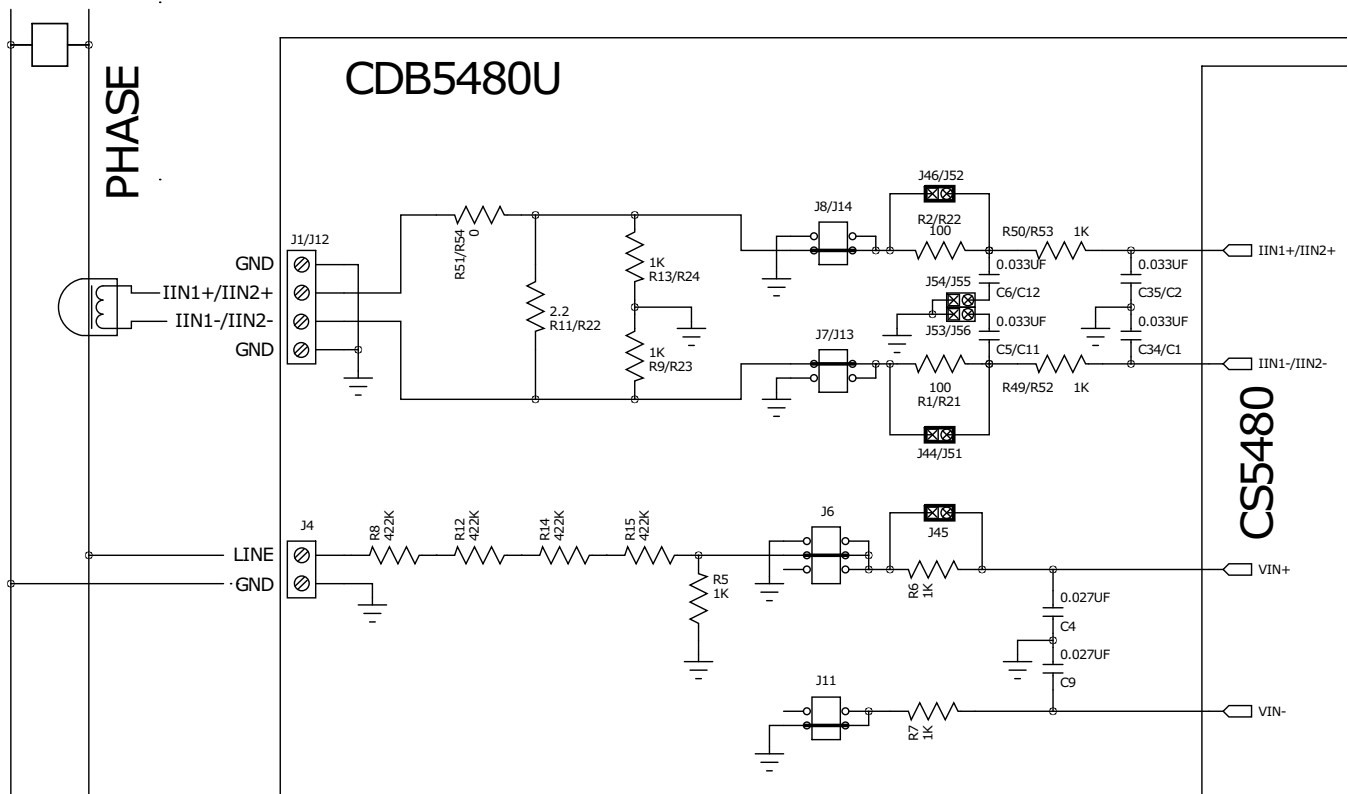 CDB5480U
PHASE
J46/J52
J8/J14
R2/R22
100
R50/R53
1K
IIN1+/IIN2+
J1/J12
R51/R54
0
GND
1K
R13/R24
0.033UF
C6/C12
0.033UF
C35/C2
IIN1+/IIN2+
J54/J55
2.2
R11/R22
IIN1-/IIN2-
J53/J56
0.033UF
C5/C11
0.033UF
C34/C1
GND
1K
R9/R23
J7/J13
IIN1-/IIN2-
100
R1/R21
R49/R52
1K
J44/J51
CS5480
J4
R8
422K
R12
422K
R14
422K
R15
422K
J6
J45
LINE
GND
R5
1K
R6
1K
VIN+
0.027UF
C4
0.027UF
C9
J11
R7
1K
VIN-